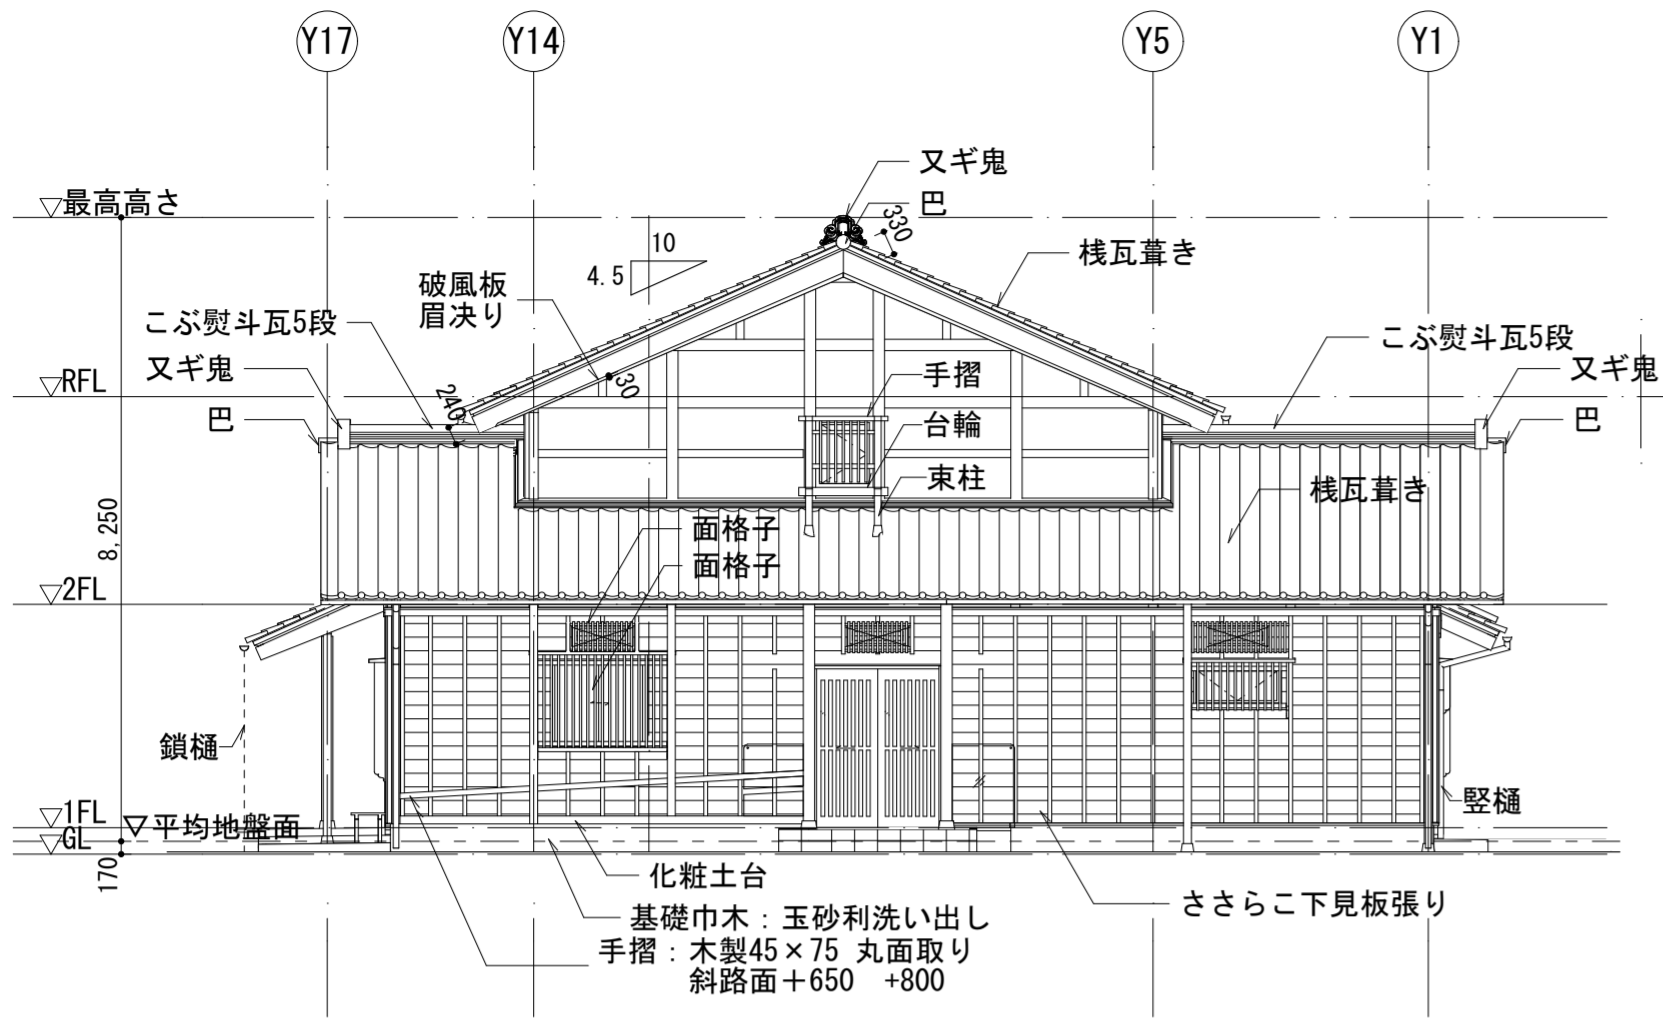 Y17
Y14
Y5
Y1
又ギ鬼
巴
▽最高高さ
330
10
4.5
桟瓦葺き
破風板
眉决り
こぶ熨斗瓦5段
こぶ熨斗瓦5段
又ギ鬼
又ギ鬼
▽RFL
手摺
30
240
巴
巴
台輪
束柱
桟瓦葺き
面格子
8,250
面格子
▽2FL
鎖樋
竪樋
▽1FL
▽平均地盤面
▽GL
170
化粧土台
ささらこ下見板張り
基礎巾木：玉砂利洗い出し
手摺：木製45×75 丸面取り
斜路面＋650 +800